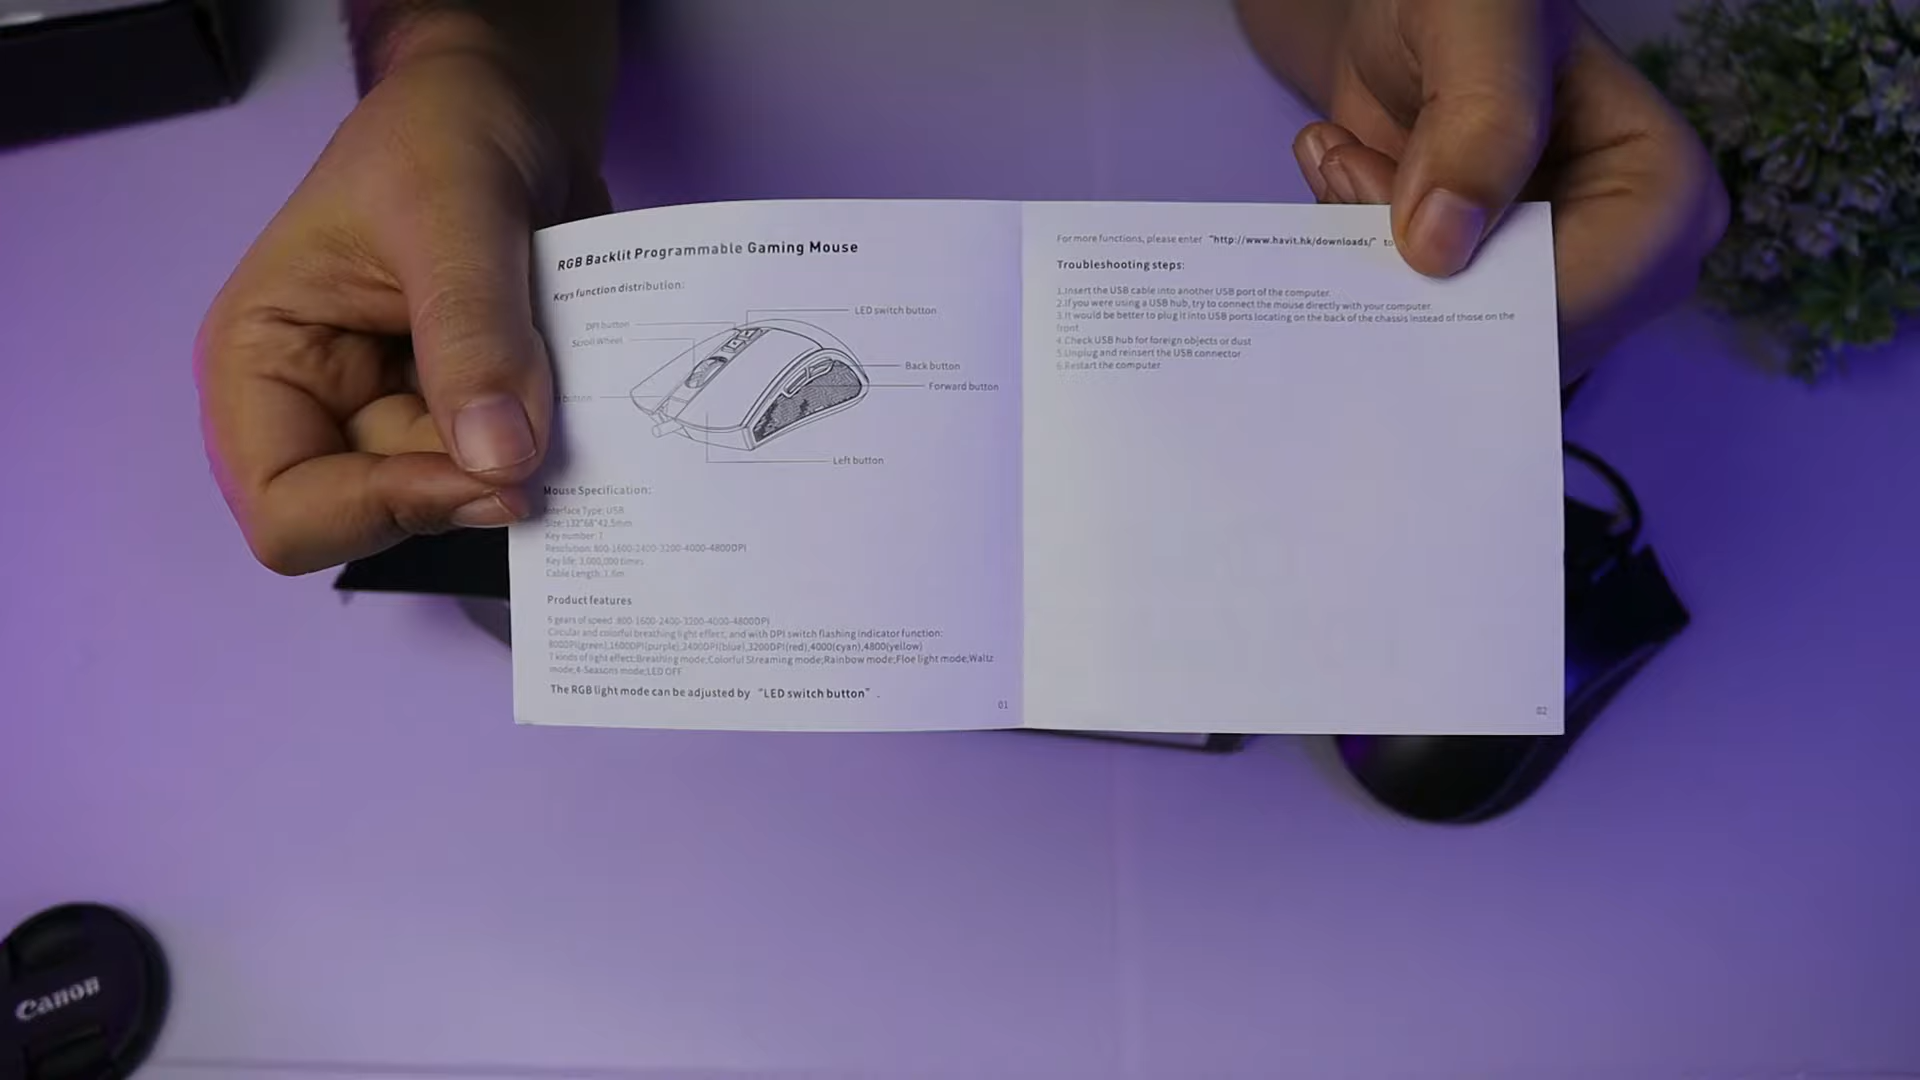 RGB Backlit Programmable Gaming Mouse
Keys function distribution:
LED switch button
DPI button
Scroll Wheel
Back button
Forward button
button
Left button
Mouse Specification:
Interface Type: USB
Size: 132*68*42.5mm
Key number: 7
Resolution: 800-1600-2400-3200-4000-4800DPI
Key life: 3,000,000 times
Cable Length: 1.6m
Product features
6 gears of speed :800-1600-2400-3200-4000-4800DPI
Circular and colorful breathing light effect, and with DPI switch flashing indicator function:
800DPI(green),1600DPI(purple),2400DPI(blue),3200DPI(red),4000(cyan),4800(yellow)
7 kinds of light effect:Breathing mode;Colorful Streaming mode;Rainbow mode;Floe light mode;Waltz
mode;4-Seasons mode;LED OFF
The RGB light mode can be adjusted by "LED switch button" .
01
For more functions, please enter "http://www.havit.hk/downloads/" to
Troubleshooting steps:
1.Insert the USB cable into another USB port of the computer.
2.If you were using a USB hub, try to connect the mouse directly with your computer.
3.It would be better to plug it into USB ports locating on the back of the chassis instead of those on the
front
4.Check USB hub for foreign objects or dust
5.Unplug and reinsert the USB connector
6.Restart the computer
02
Canon